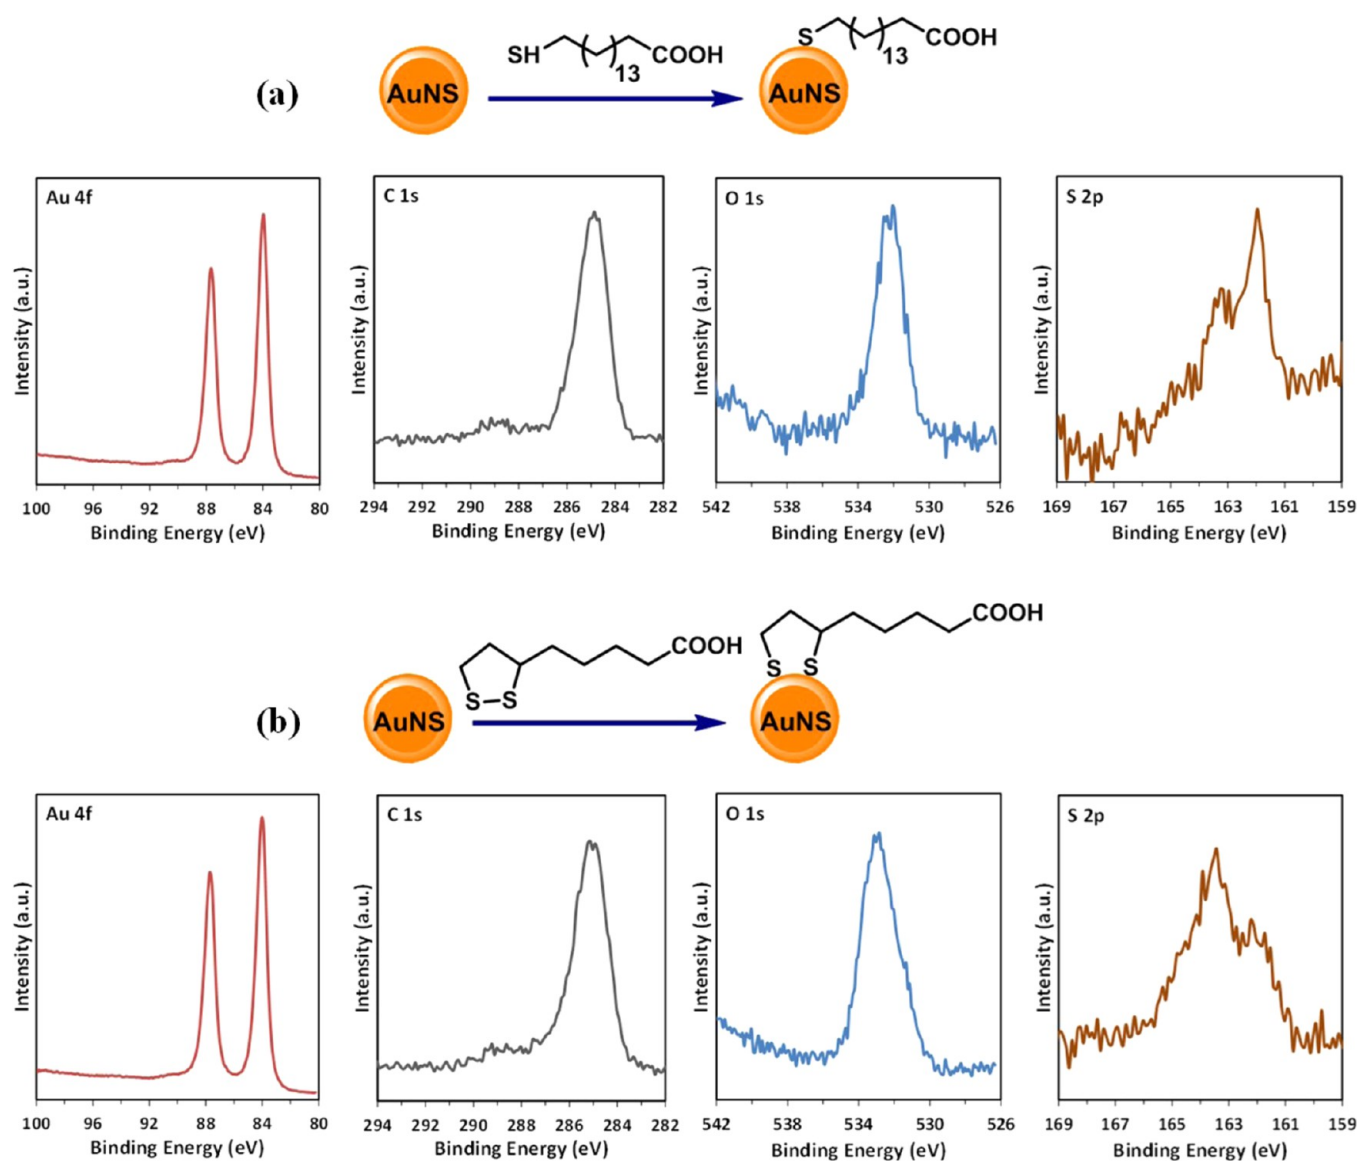 SH
13
COOH
S
13
COOH
(a)
AuNS
AuNS
Au 4f
C 1s
O 1s
S 2p
Intensity (a.u.)
Intensity (a.u.)
Intensity (a.u.)
Intensity (a.u.)
100 96 92 88 84 80
294 292 290 288 286 284 282
542 538 534 530 526
169 167 165 163 161 159
Binding Energy (eV)
Binding Energy (eV)
Binding Energy (eV)
Binding Energy (eV)
COOH
S S
COOH
S S
(b)
AuNS
AuNS
Au 4f
C 1s
O 1s
S 2p
Intensity (a.u.)
Intensity (a.u.)
Intensity (a.u.)
Intensity (a.u.)
100 96 92 88 84 80
294 292 290 288 286 284 282
542 538 534 530 526
169 167 165 163 161 159
Binding Energy (eV)
Binding Energy (eV)
Binding Energy (eV)
Binding Energy (eV)